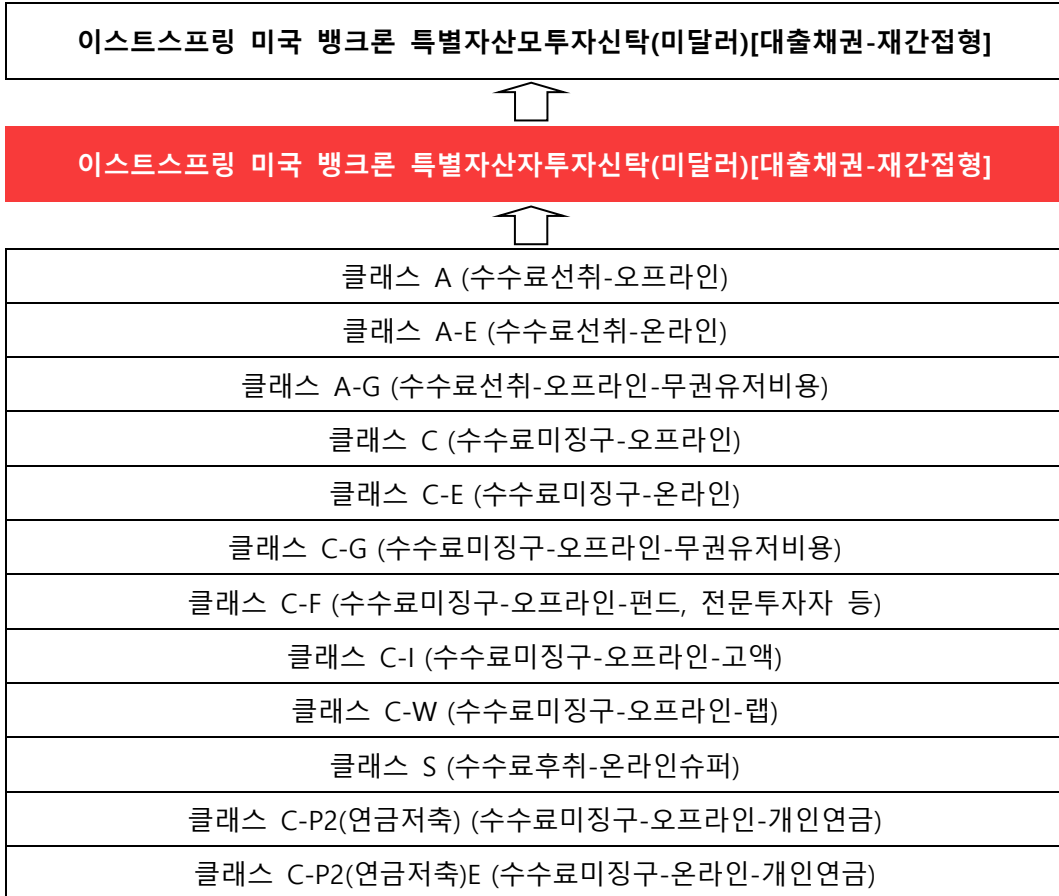 이스트스프링 미국 뱅크론 특별자산모투자신탁(미달러)[대출채권-재간접형]
이스트스프링 미국 뱅크론 특별자산자투자신탁(미달러)[대출채권-재간접형]
클래스 A (수수료선취-오프라인)
클래스 A-E (수수료선취-온라인)
클래스 A-G (수수료선취-오프라인-무권유저비용)
클래스 C (수수료미징구-오프라인)
클래스 C-E (수수료미징구-온라인)
클래스 C-G (수수료미징구-오프라인-무권유저비용)
클래스 C-F (수수료미징구-오프라인-펀드, 전문투자자 등)
클래스 C-I (수수료미징구-오프라인-고액)
클래스 C-W (수수료미징구-오프라인-랩)
클래스 S (수수료후취-온라인슈퍼)
클래스 C-P2(연금저축) (수수료미징구-오프라인-개인연금)
클래스 C-P2(연금저축)E (수수료미징구-온라인-개인연금)